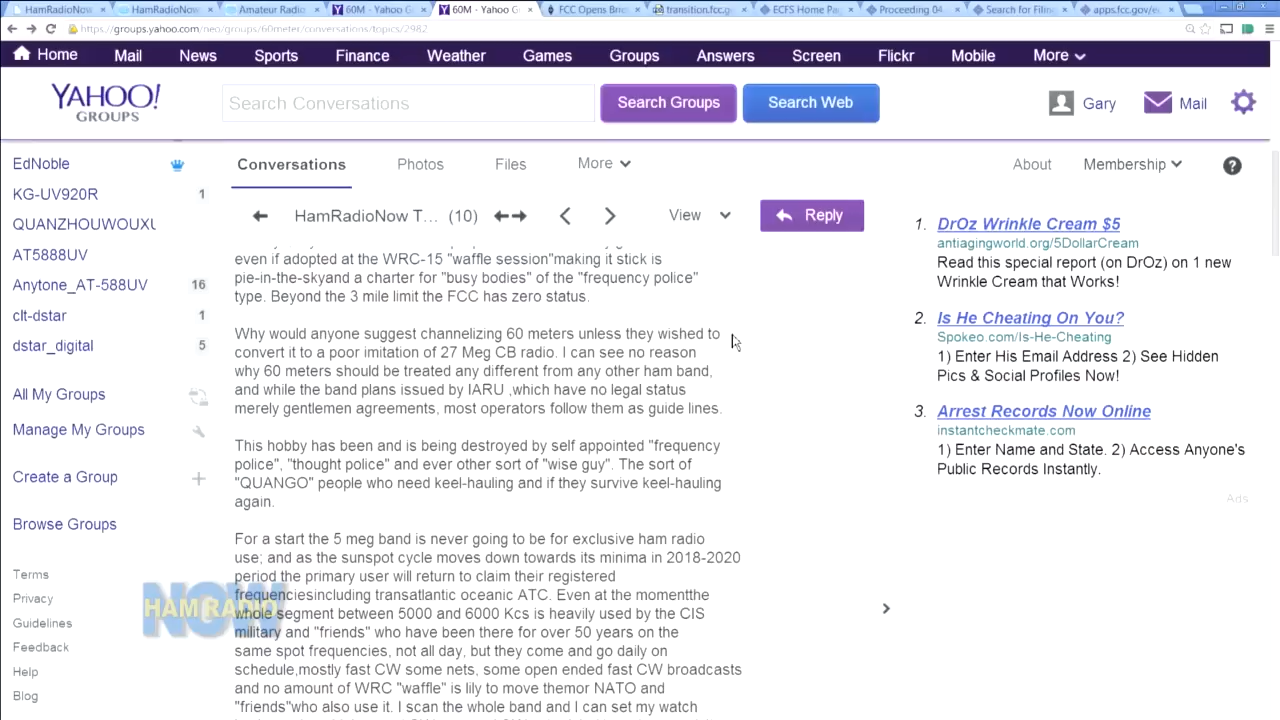 HamRadioNow
HamRadioNow
Amateur Radio
60M - Yahoo G
60M - Yahoo G
FCC Opens Bro
transition.fcc.g
ECFS Home Pag
Proceeding 04
Search for Filin
apps.fcc.gov/e
https://groups.yahoo.com/neo/groups/60meter/conversations/topics/2982
Home Mail News Sports Finance Weather Games Groups Answers Screen Flickr Mobile More
YAHOO!
GROUPS
Search Conversations
Search Groups
Search Web
Gary
Mail
EdNoble
KG-UV920R 1
QUANZHOUWOUXU
AT5888UV
Anytone_AT-588UV 16
clt-dstar 1
dstar_digital 5
All My Groups
Manage My Groups
Create a Group
Browse Groups
Terms
Privacy
Guidelines
Feedback
Help
Blog
Conversations Photos Files More About Membership
HamRadioNow T... (10)
View
Reply
even if adopted at the WRC-15 "waffle session"making it stick is
pie-in-the-skyand a charter for "busy bodies" of the "frequency police"
type. Beyond the 3 mile limit the FCC has zero status.
Why would anyone suggest channelizing 60 meters unless they wished to
convert it to a poor imitation of 27 Meg CB radio. I can see no reason
why 60 meters should be treated any different from any other ham band,
and while the band plans issued by IARU ,which have no legal status
merely gentlemen agreements, most operators follow them as guide lines.
This hobby has been and is being destroyed by self appointed "frequency
police", "thought police" and ever other sort of "wise guy". The sort of
"QUANGO" people who need keel-hauling and if they survive keel-hauling
again.
For a start the 5 meg band is never going to be for exclusive ham radio
use; and as the sunspot cycle moves down towards its minima in 2018-2020
period the primary user will return to claim their registered
frequenciesincluding transatlantic oceanic ATC. Even at the momentthe
whole segment between 5000 and 6000 Kcs is heavily used by the CIS
military and "friends" who have been there for over 50 years on the
same spot frequencies, not all day, but they come and go daily on
schedule,mostly fast CW some nets, some open ended fast CW broadcasts
and no amount of WRC "waffle" is lily to move themor NATO and
"friends"who also use it. I scan the whole band and I can set my watch
1. DrOz Wrinkle Cream $5
antiagingworld.org/5DollarCream
Read this special report (on DrOz) on 1 new
Wrinkle Cream that Works!
2. Is He Cheating On You?
Spokeo.com/Is-He-Cheating
1) Enter His Email Address 2) See Hidden
Pics & Social Profiles Now!
3. Arrest Records Now Online
instantcheckmate.com
1) Enter Name and State. 2) Access Anyone's
Public Records Instantly.
Ads
HAM RADIO
NOW